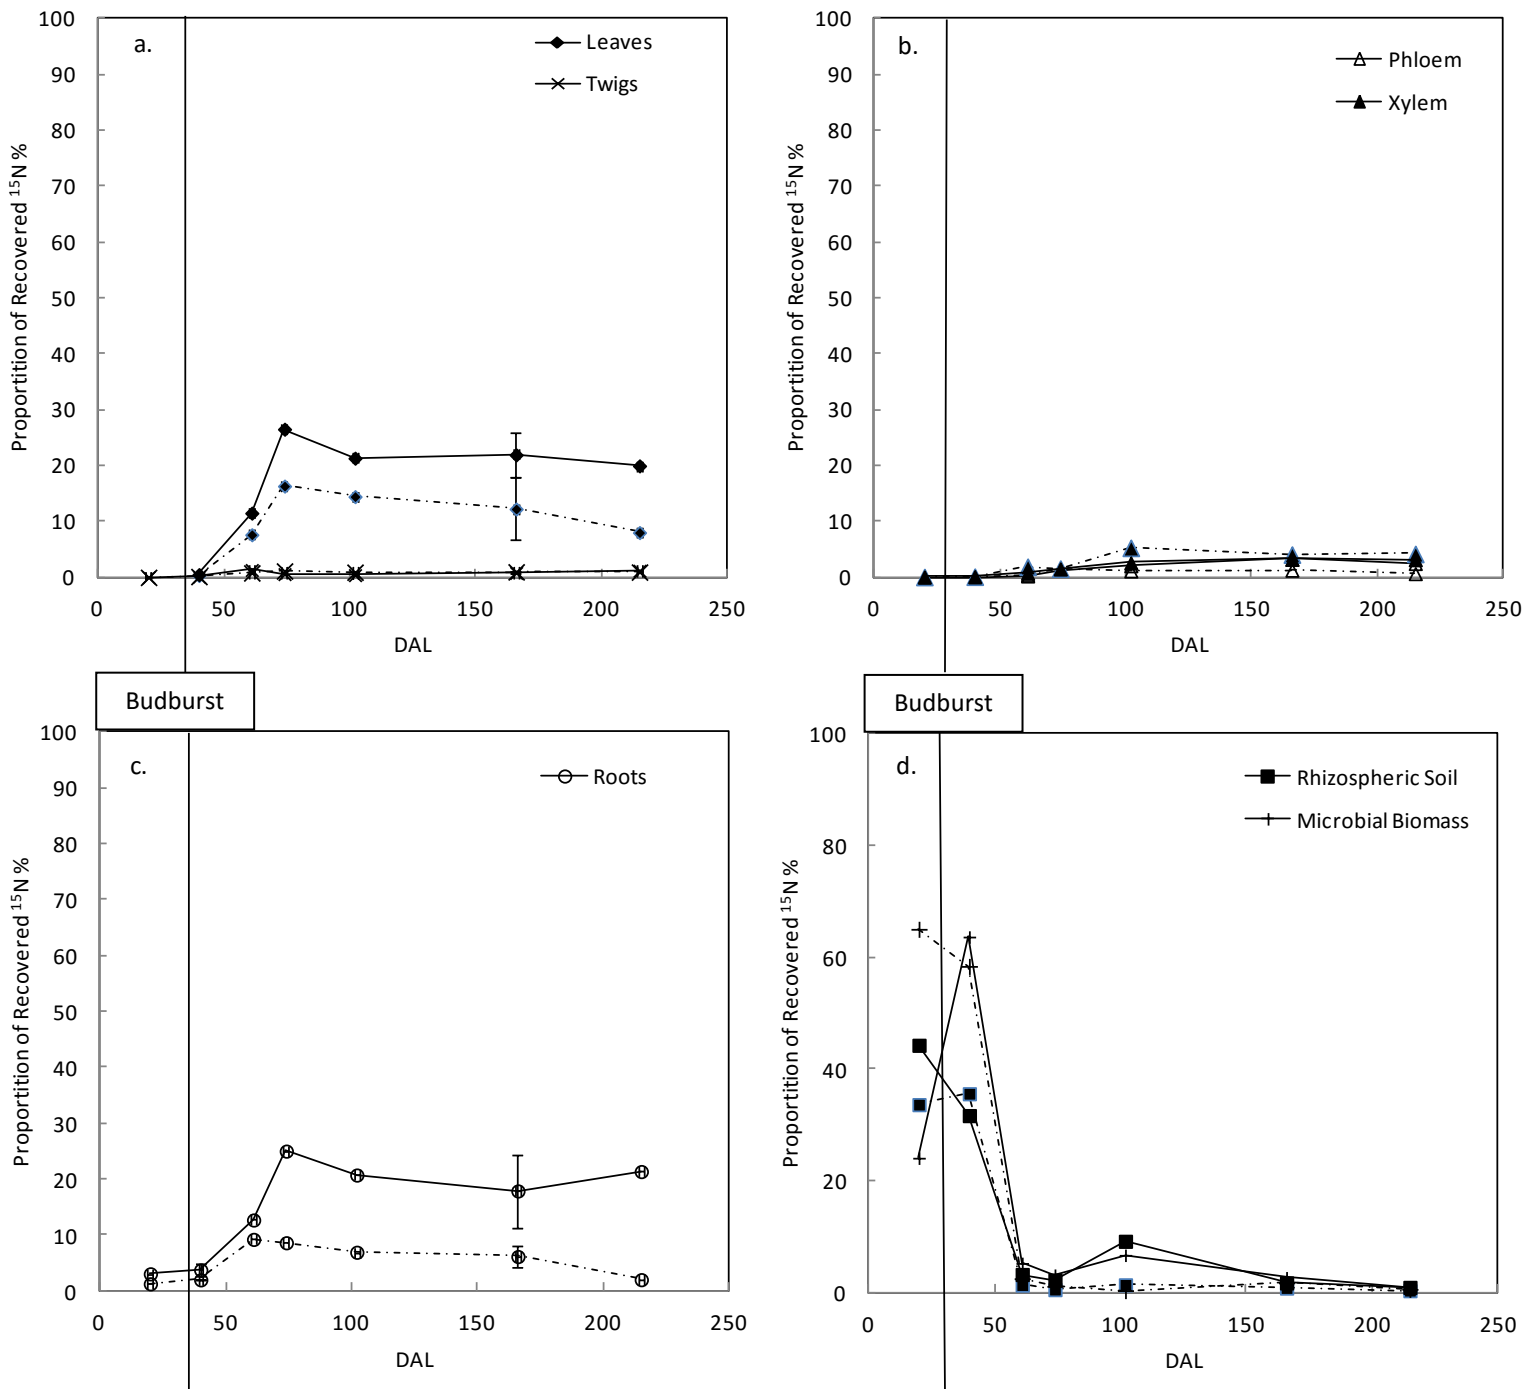 a.
Leaves
Twigs
100
90
80
70
60
50
40
30
20
10
0
0 50 100 150 200 250
DAL
Proportition of Recovered ¹⁵N %
b.
Phloem
Xylem
100
90
80
70
60
50
40
30
20
10
0
0 50 100 150 200 250
DAL
Proportition of Recovered ¹⁵N %
Budburst
Budburst
c.
Roots
100
90
80
70
60
50
40
30
20
10
0
0 50 100 150 200 250
DAL
Proportition of Recovered ¹⁵N %
d.
Rhizospheric Soil
Microbial Biomass
100
80
60
40
20
0
0 50 100 150 200 250
DAL
Proportition of Recovered ¹⁵N %